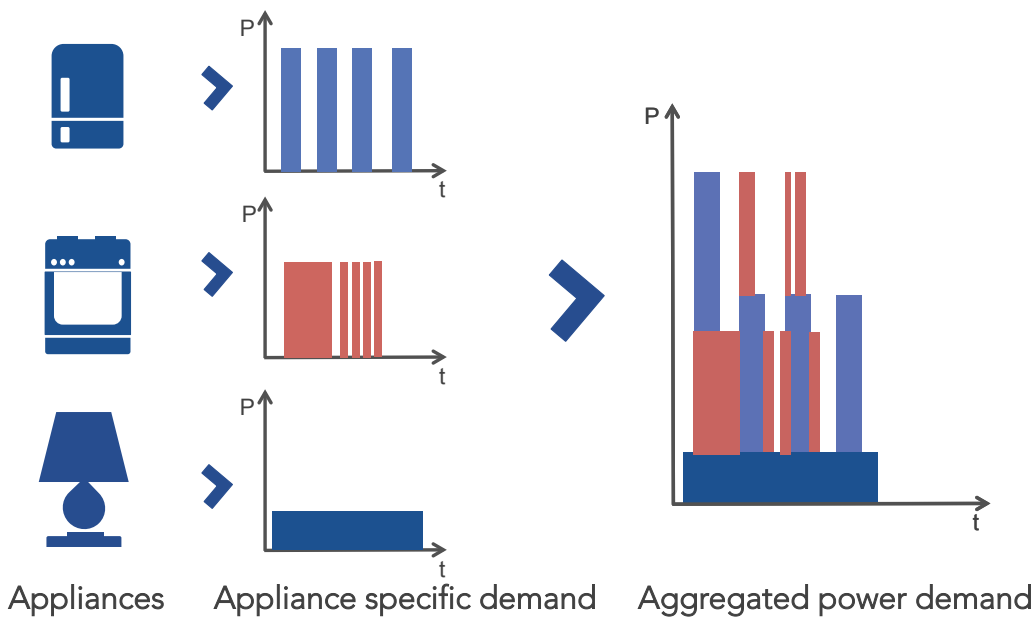 P
t
P
t
P
t
P
t
Appliances
Appliance specific demand
Aggregated power demand